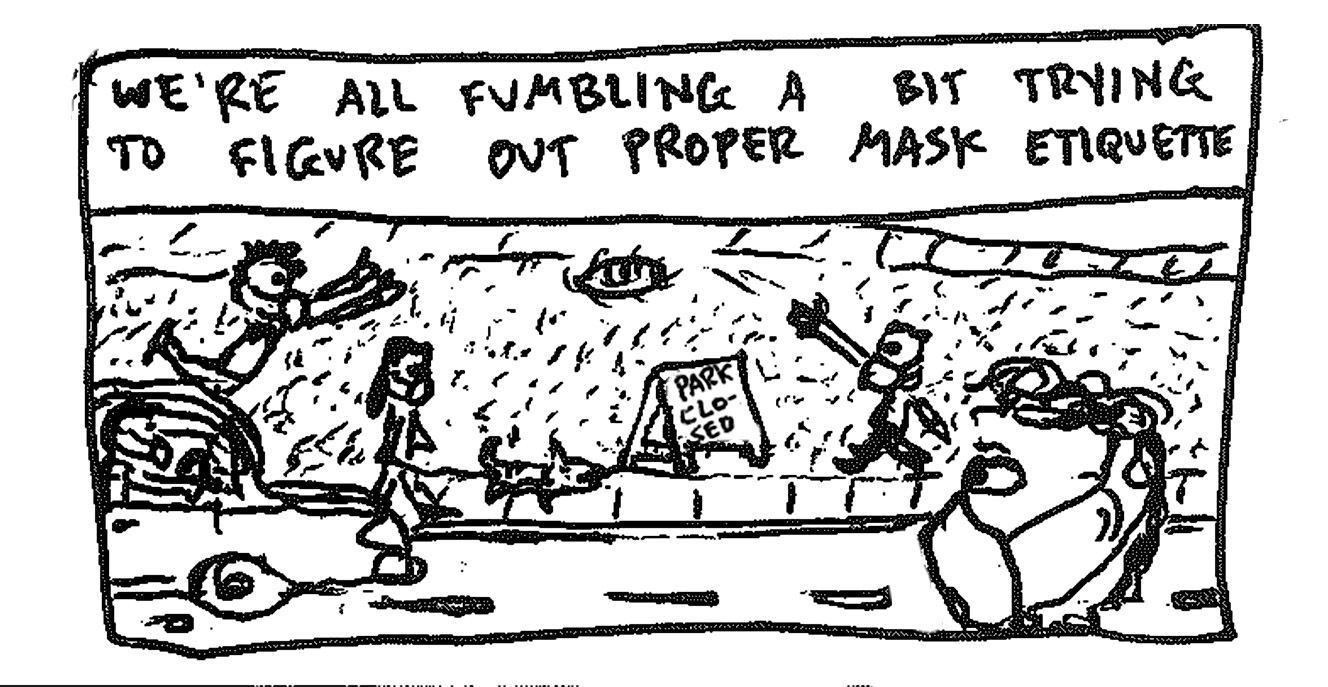 WE'RE ALL FUMBLING A BIT TRYING
TO FIGURE OUT PROPER MASK ETIQUETTE
PARK
CLO-
SED